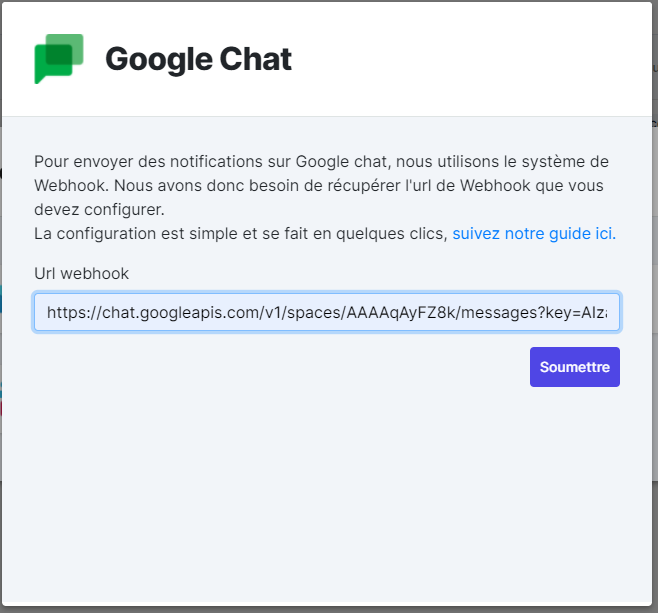 Google Chat
Pour envoyer des notifications sur Google chat, nous utilisons le système de
Webhook. Nous avons donc besoin de récupérer l'url de Webhook que vous
devez configurer.
La configuration est simple et se fait en quelques clics, suivez notre guide ici.
Url webhook
https://chat.googleapis.com/v1/spaces/AAAAqAyFZ8k/messages?key=AIza
Soumettre